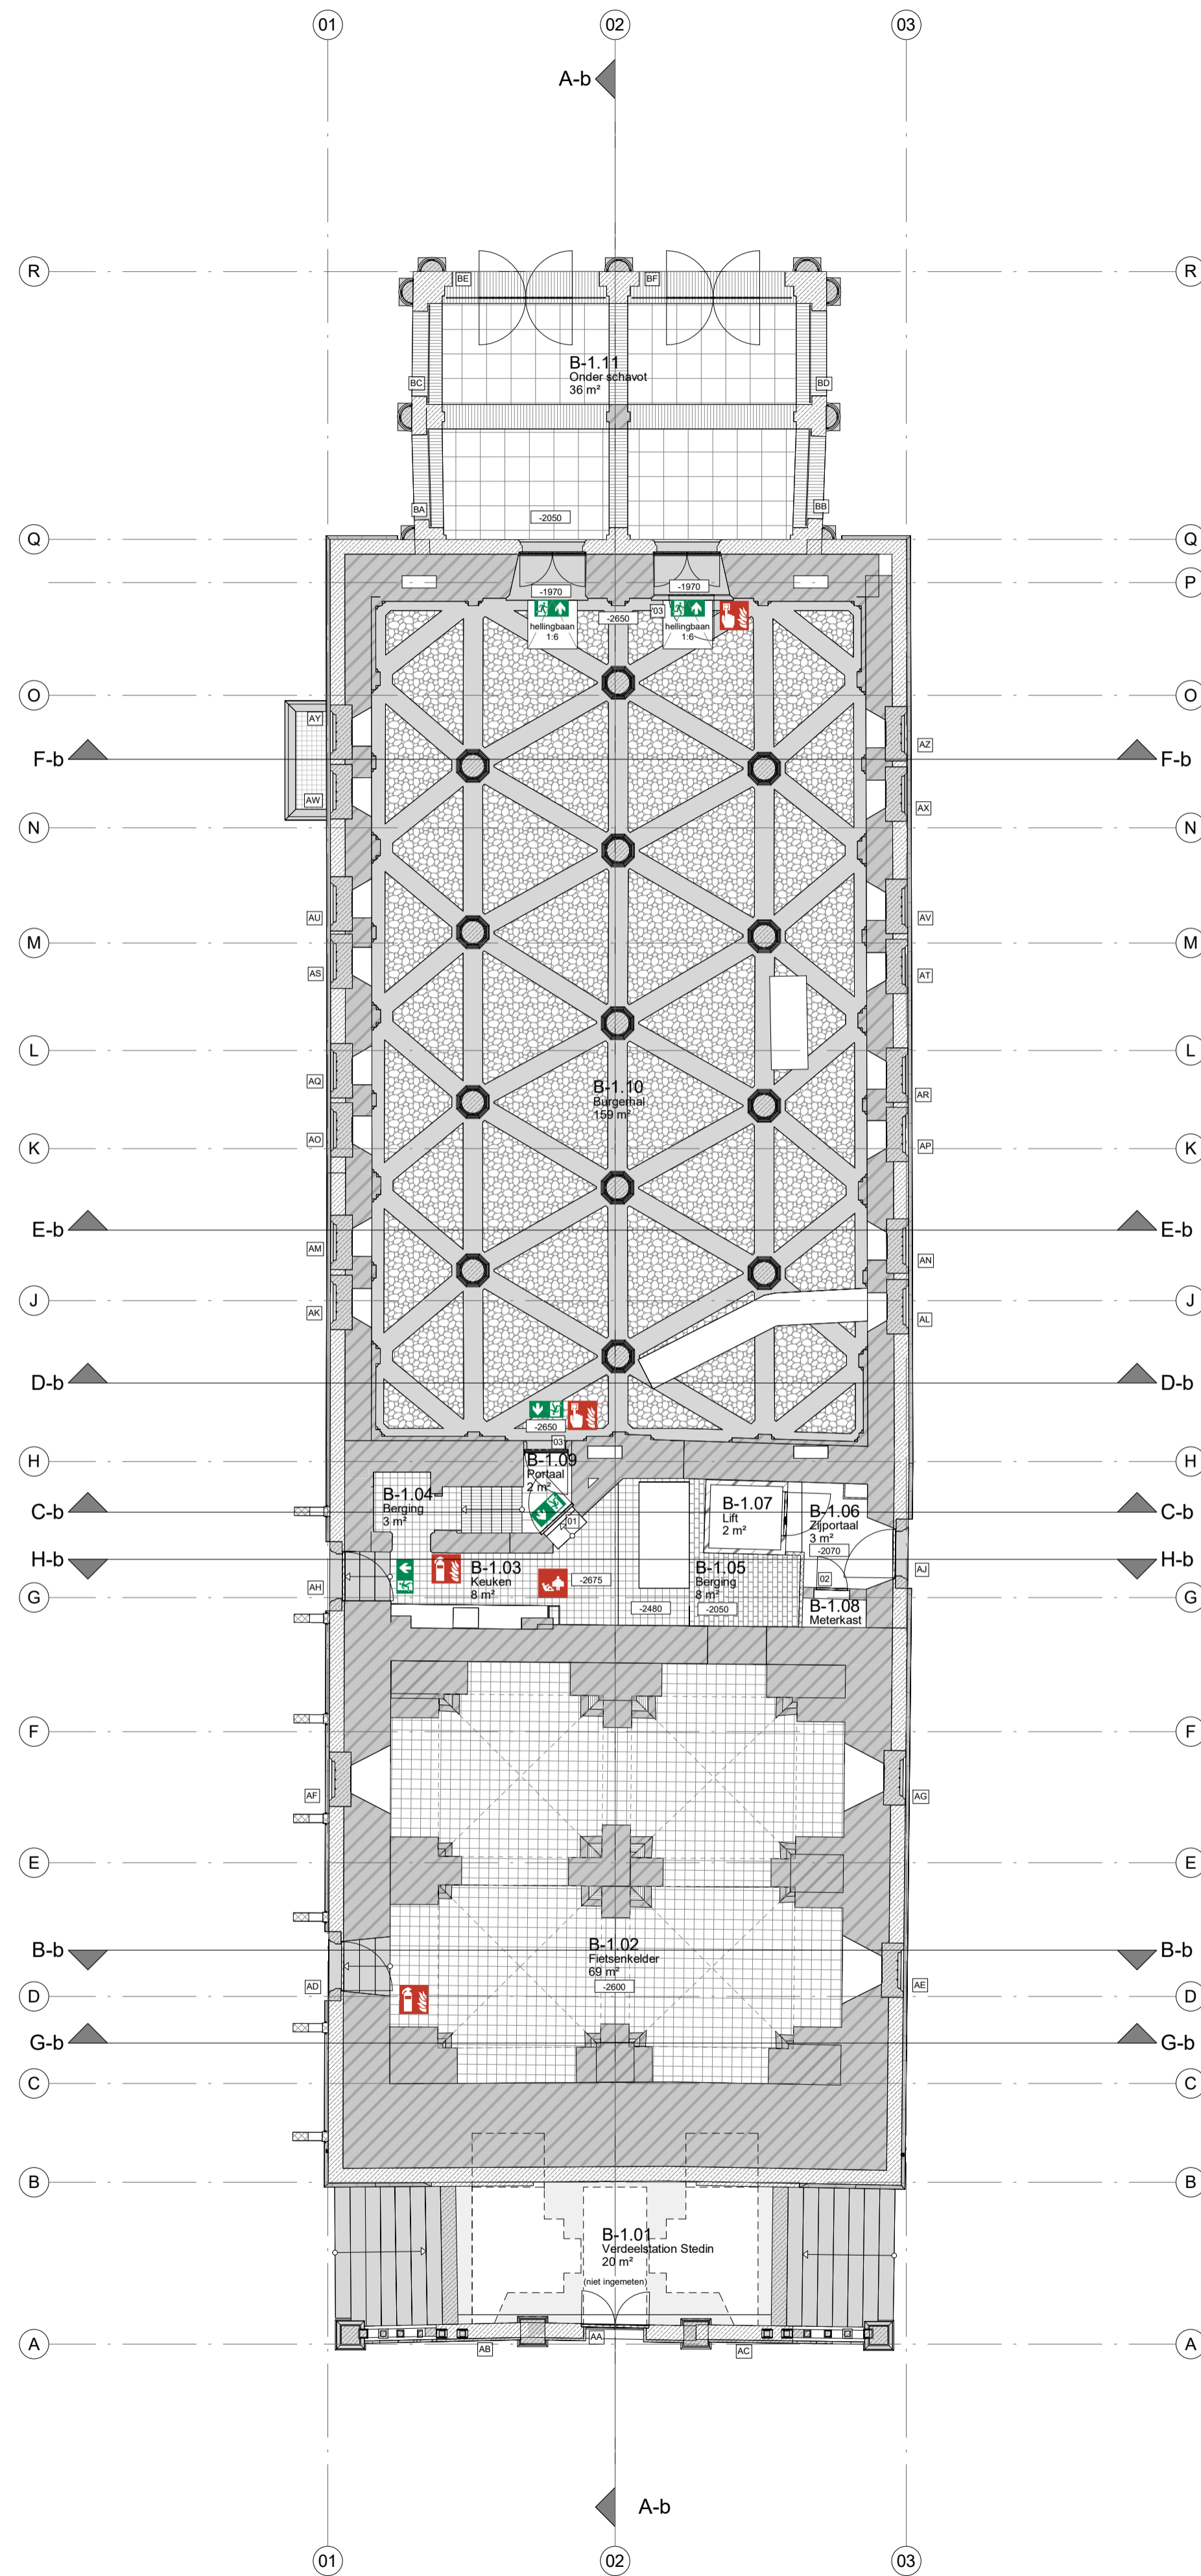 01 02 03
A-b
R R
BE BF
B-1.11
Onder schavot
36 m²
BC BD
BA BB
-2050
Q Q
P
-1970 -1970
'03
-2650
hellingbaan hellingbaan
1:6 1:6
O O
AY AZ
F-b F-b
AW AX
N N
AU AV
M M
AS AT
L L
AQ AR
B-1.10
Burgerhal
159 m²
AO AP
K K
E-b E-b
AM AN
J J
AK AL
D-b D-b
-2650
03
H H
B-1.09
Portaal
2 m²
B-1.04
Berging
3 m²
B-1.07
Lift
2 m²
B-1.06
Zijportaal
3 m²
C-b C-b
01
-2070
H-b H-b
B-1.03
Keuken
8 m²
-2675
B-1.05
Berging
8 m²
02
AH AJ
G G
-2480 -2050
B-1.08
Meterkast
F F
AF AG
E E
B-b B-b
B-1.02
Fietsenkelder
69 m²
-2600
AD AE
D D
G-b G-b
C C
B B
B-1.01
Verdeelstation Stedin
20 m²
(niet ingemeten)
A A
AB AA AC
A-b
01 02 03